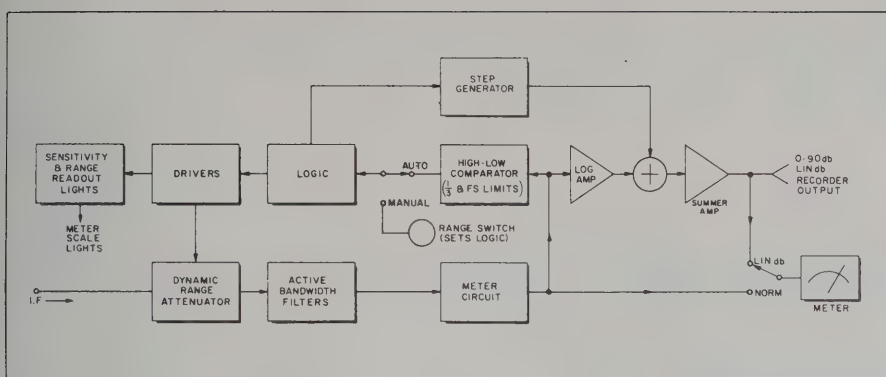 STEP
GENERATOR
SENSITIVITY
& RANGE
READOUT
LIGHTS
DRIVERS
LOGIC
AUTO
HIGH-LOW
COMPARATOR
(1/3 & FS LIMITS)
LOG
AMP
+
SUMMER
AMP
0-90db
LIN db
RECORDER
OUTPUT
MANUAL
METER
SCALE
LIGHTS
RANGE SWITCH
(SETS LOGIC)
I.F
DYNAMIC
RANGE
ATTENUATOR
ACTIVE
BANDWIDTH
FILTERS
METER
CIRCUIT
LIN db
NORM
METER